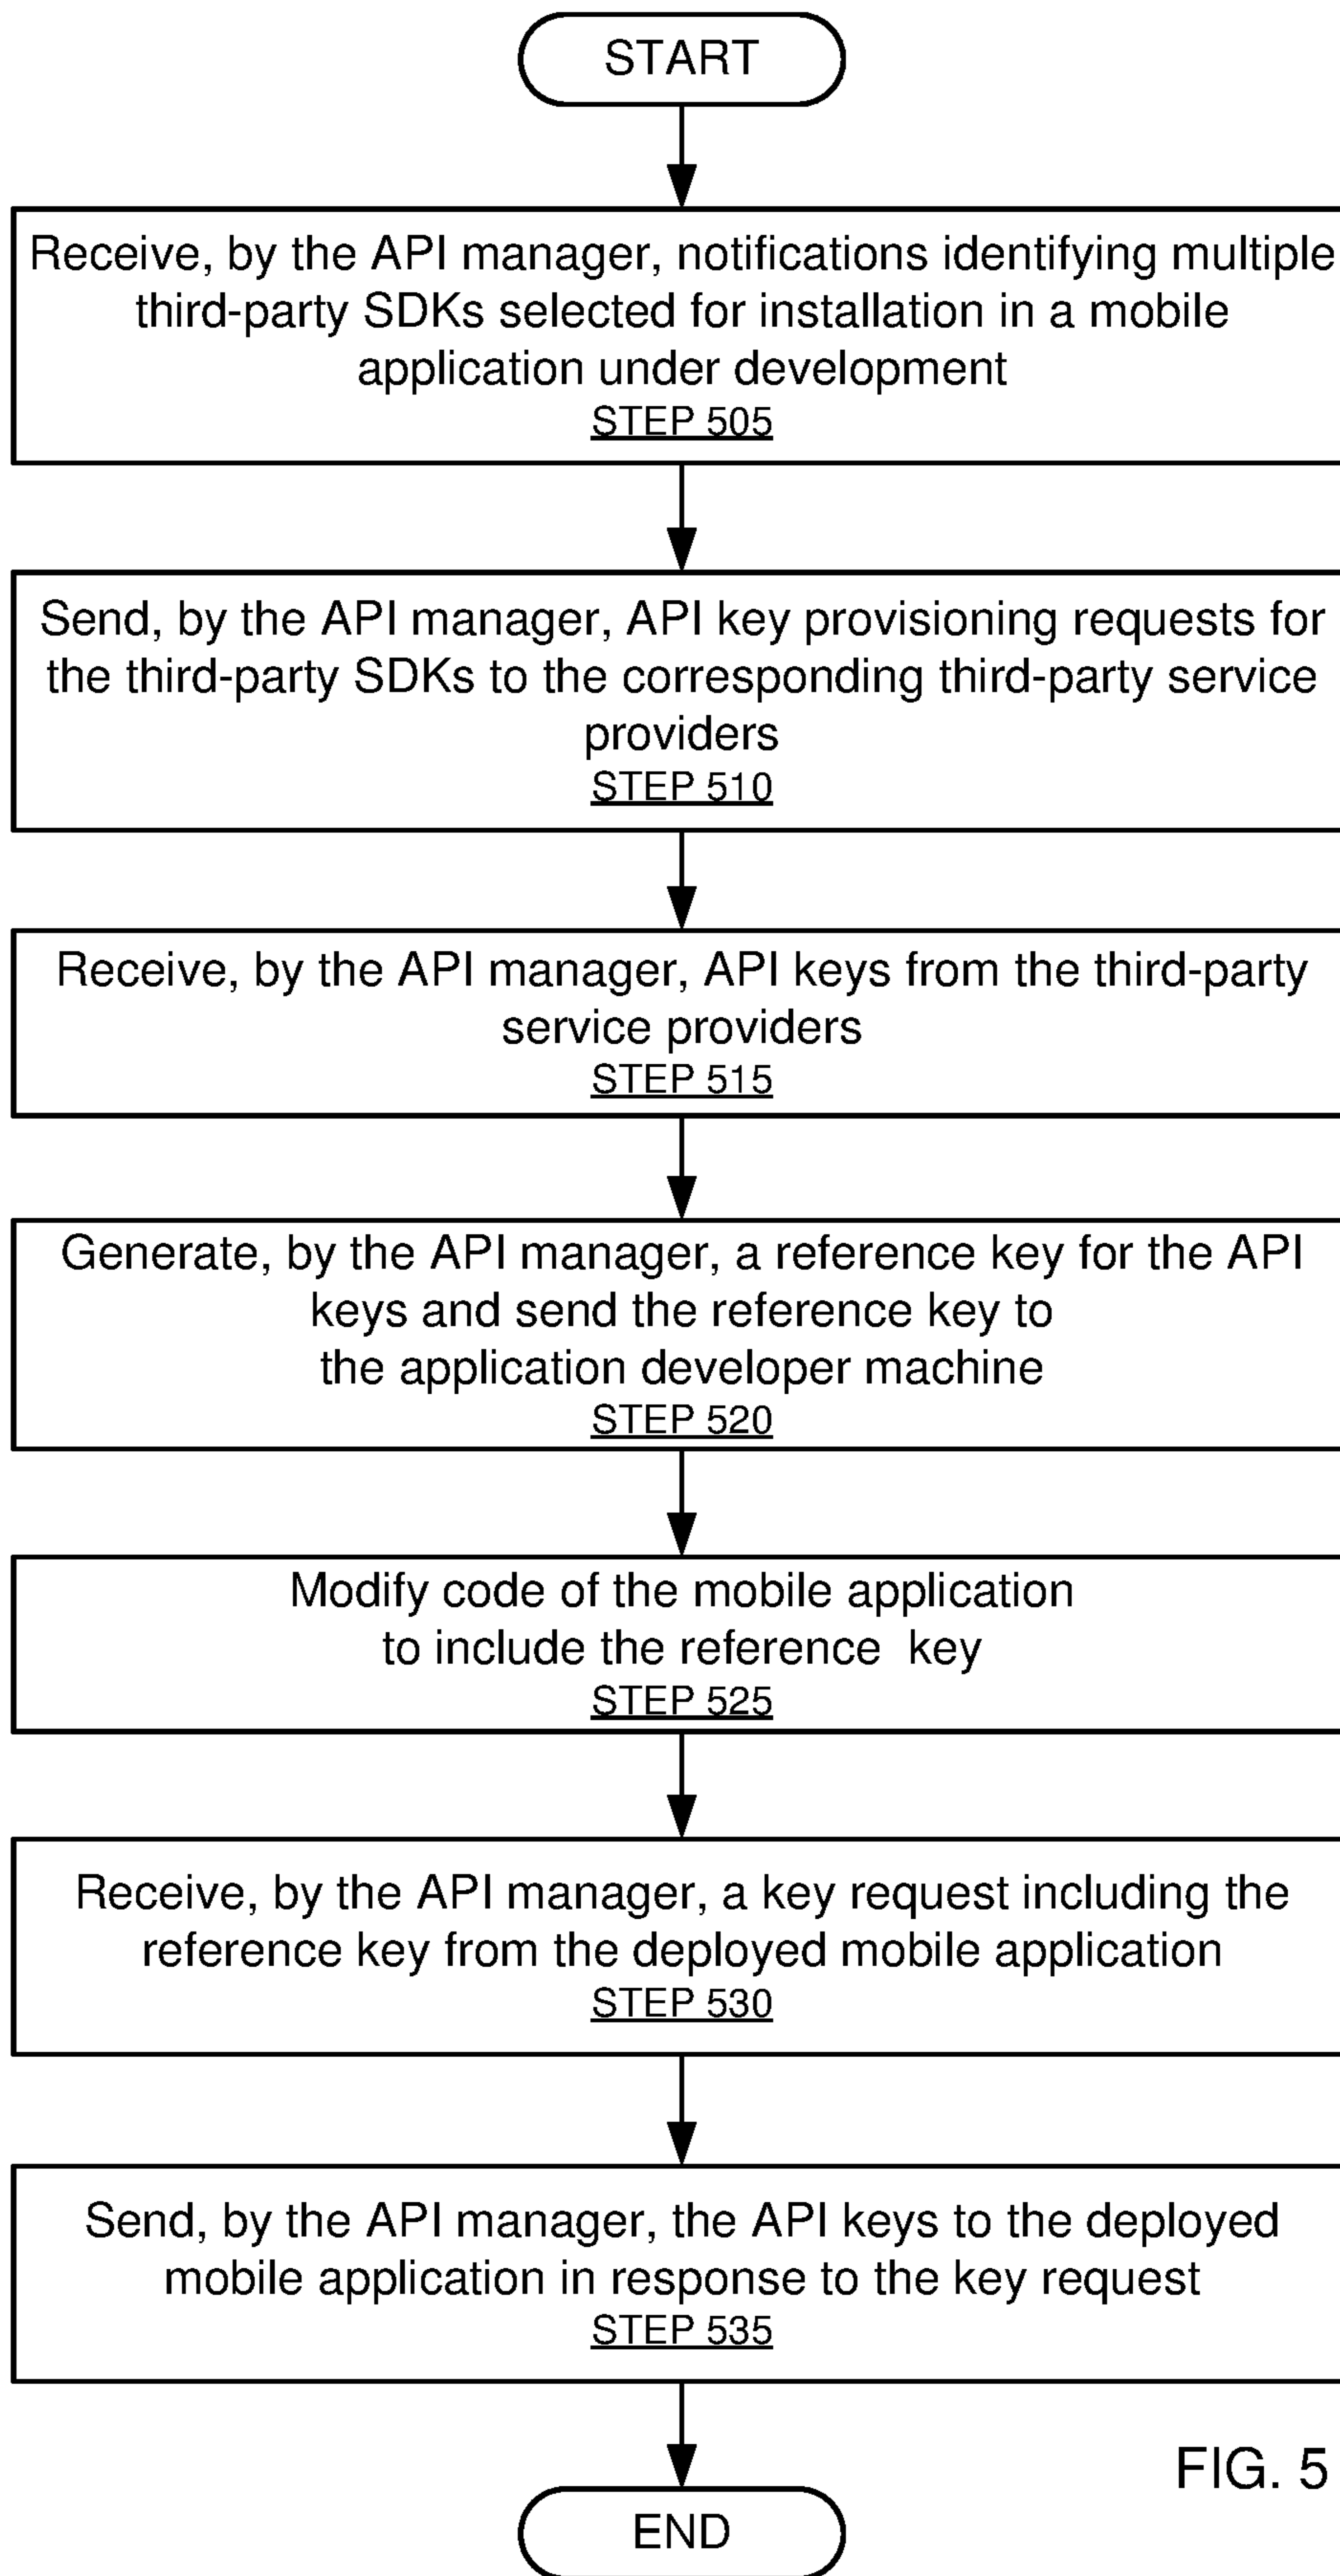 START
Receive, by the API manager, notifications identifying multiple
third-party SDKs selected for installation in a mobile
application under development
STEP 505
Send, by the API manager, API key provisioning requests for
the third-party SDKs to the corresponding third-party service
providers
STEP 510
Receive, by the API manager, API keys from the third-party
service providers
STEP 515
Generate, by the API manager, a reference key for the API
keys and send the reference key to
the application developer machine
STEP 520
Modify code of the mobile application
to include the reference key
STEP 525
Receive, by the API manager, a key request including the
reference key from the deployed mobile application
STEP 530
Send, by the API manager, the API keys to the deployed
mobile application in response to the key request
STEP 535
FIG. 5
END